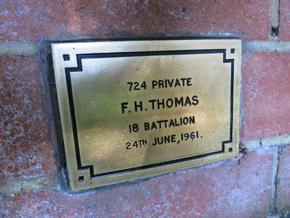 724 PRIVATE
F.H.THOMAS
18 BATTALION
24TH JUNE, 1961.